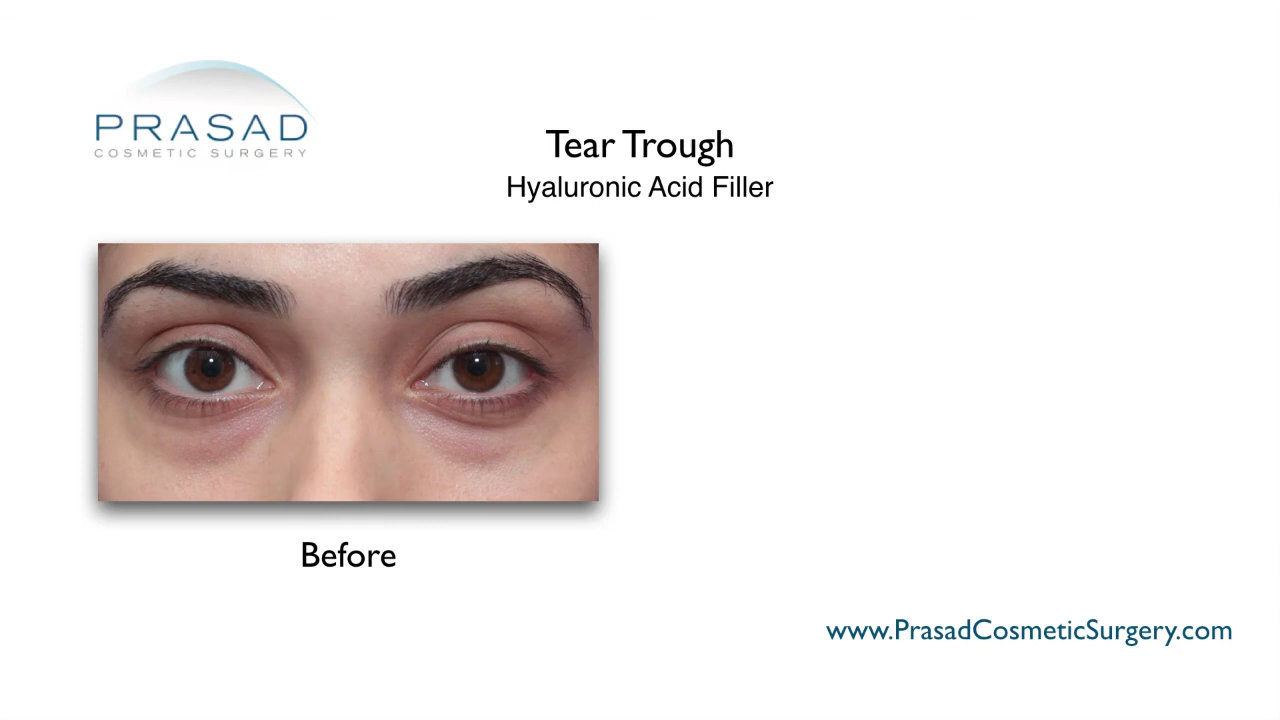 PRASAD
COSMETIC SURGERY
Tear Trough
Hyaluronic Acid Filler
Before
www.PrasadCosmeticSurgery.com